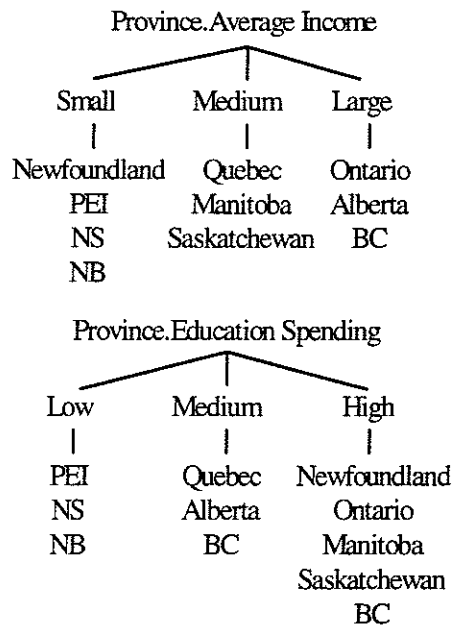 Province.Average Income
Small Medium Large
Newfoundland Quebec Ontario
PEI Manitoba Alberta
NS Saskatchewan BC
NB
Province.Education Spending
Low Medium High
PEI Quebec Newfoundland
NS Alberta Ontario
NB BC Manitoba
Saskatchewan
BC